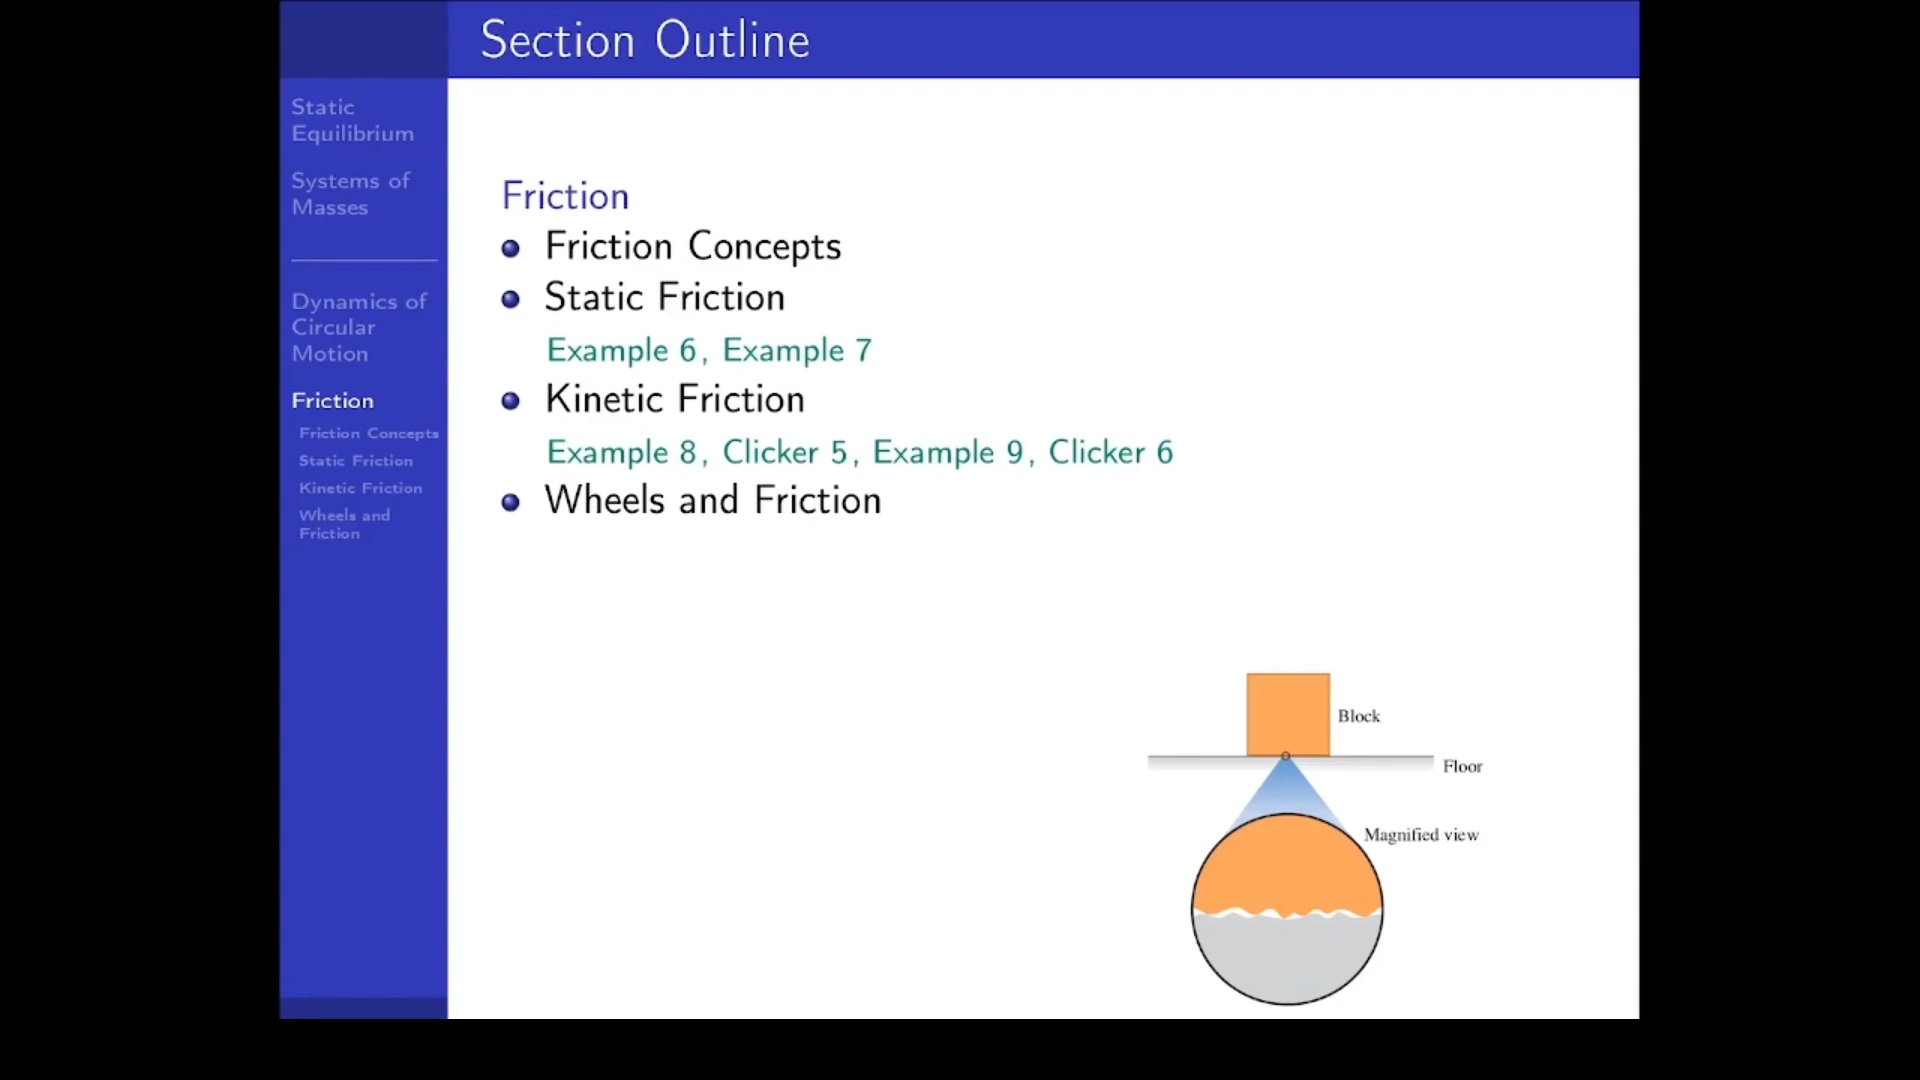 Section Outline
Static
Equilibrium
Systems of
Masses
Dynamics of
Circular
Motion
Friction
Friction Concepts
Static Friction
Kinetic Friction
Wheels and
Friction
Friction
Friction Concepts
Static Friction
Example 6, Example 7
Kinetic Friction
Example 8, Clicker 5, Example 9, Clicker 6
Wheels and Friction
Block
Floor
Magnified view